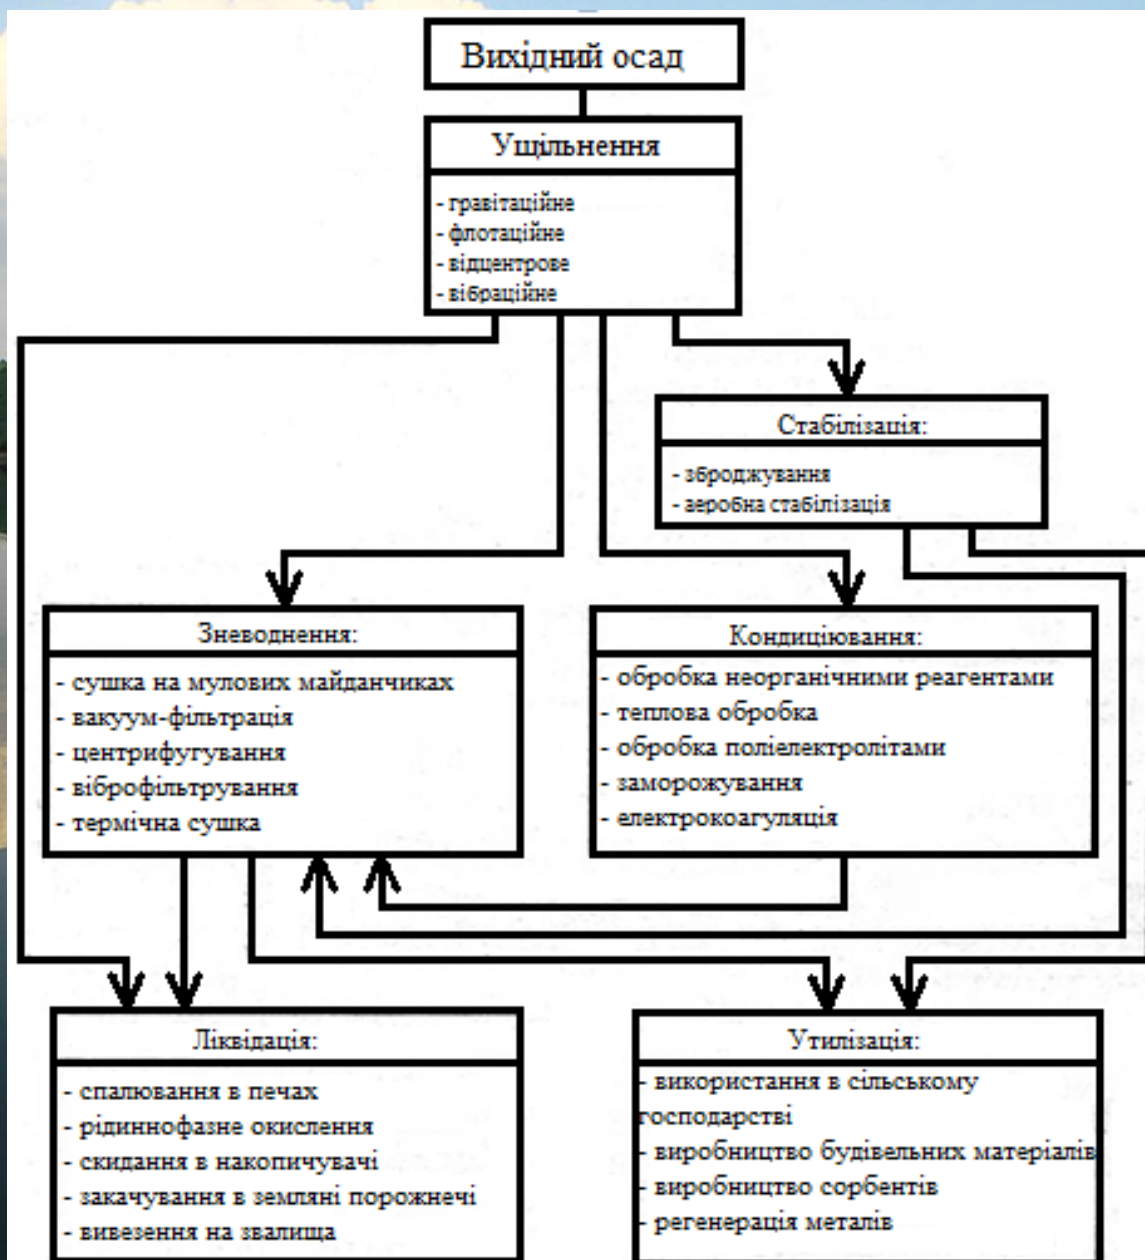 Вихідний осад
Ущільнення
- гравітаційне
- флотаційне
- відцентрове
- вібраційне
Стабілізація:
- зброджування
- аеробна стабілізація
Зневоднення:
- сушка на мулових майданчиках
- вакуум-фільтрація
- центрифугування
- віброфільтрування
- термічна сушка
Кондиціювання:
- обробка неорганічними реагентами
- теплова обробка
- обробка поліелектролітами
- заморожування
- електрокоагуляція
Ліквідація:
- спалювання в печах
- рідиннофазне окислення
- скидання в накопичувачі
- закачування в земляні порожнечі
- вивезення на звалища
Утилізація:
- використання в сільському
господарстві
- виробництво будівельних матеріалів
- виробництво сорбентів
- регенерація металів